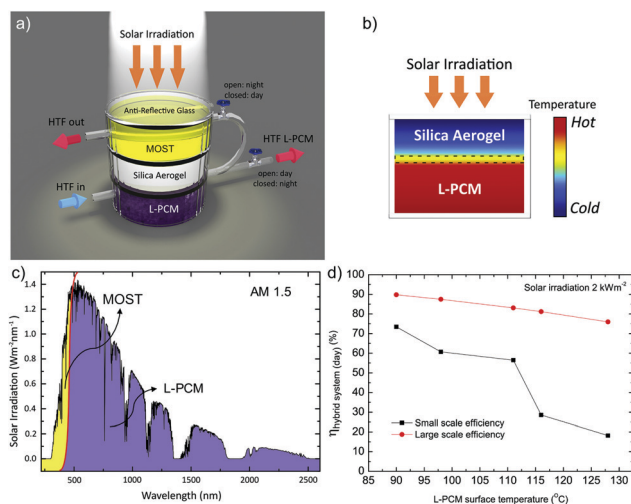 a)
Solar Irradiation
Anti-Reflective Glass
open: night
closed: day
HTF out
MOST
HTF L-PCM
Silica Aerogel
open: day
closed: night
HTF in
L-PCM
b)
Solar Irradiation
Temperature
Hot
Silica Aerogel
L-PCM
Cold
c)
AM 1.5
MOST
L-PCM
1.4
1.2
1.0
0.8
0.6
0.4
0.2
0.0
500
1000
1500
2000
2500
Solar Irradiation (Wm-2nm-1)
Wavelength (nm)
d)
Solar irradiation 2 kWm-2
100
90
80
70
60
50
40
30
20
10
0
ηhybrid system (day) (%)
Small scale efficiency
Large scale efficiency
90
95
100
105
110
115
120
125
130
L-PCM surface temperature (°C)